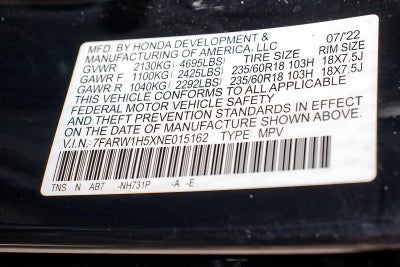 MFD. BY HONDA DEVELOPMENT & 07/22
MANUFACTURING OF AMERICA, LLC TIRE SIZE RIM SIZE
GVWR 2130KG(4695LBS)
GAWR F 1100KG(2425LBS) 235/60R18 103H 18X7.5J
GAWR R 1040KG(2292LBS) 235/60R18 103H 18X7.5J
THIS VEHICLE CONFORMS TO ALL APPLICABLE
FEDERAL MOTOR VEHICLE SAFETY
AND THEFT PREVENTION STANDARDS IN EFFECT
ON THE DATE OF MANUFACTURE SHOWN ABOVE.
V.I.N: 7FARW1H5XNE015162 TYPE MPV
TNS N AB7 -NH731P -A -E